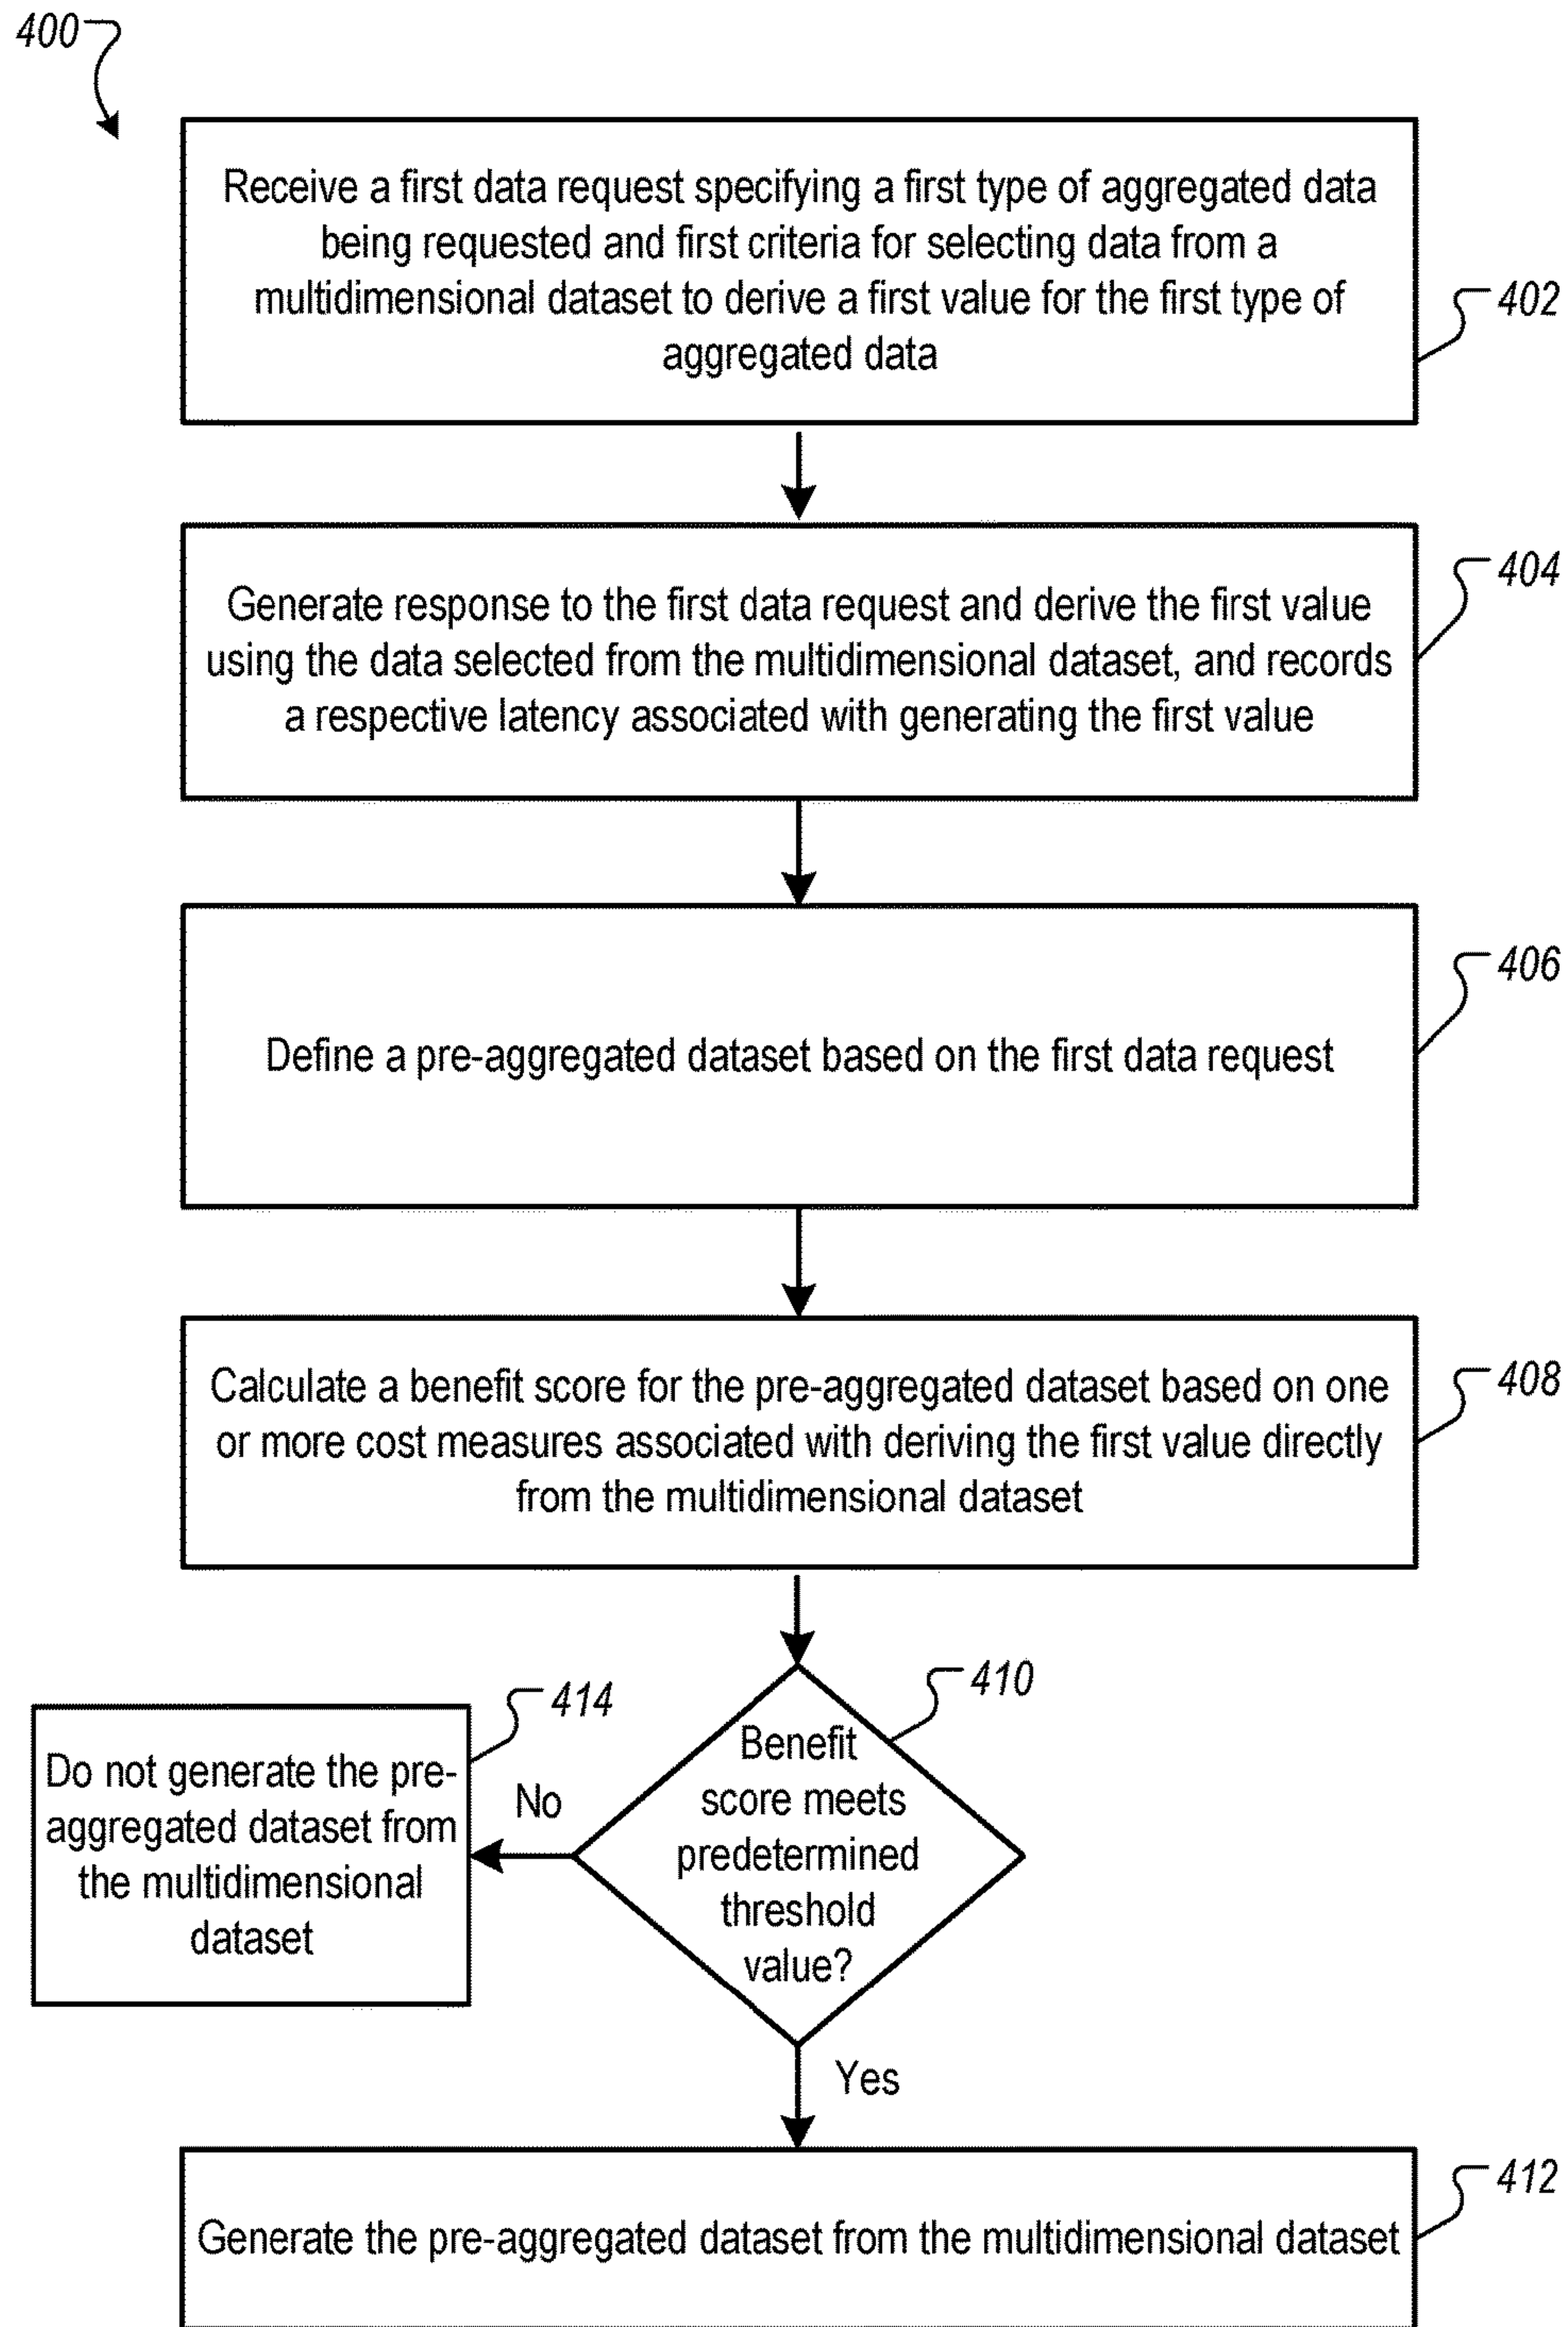 400
Receive a first data request specifying a first type of aggregated data
being requested and first criteria for selecting data from a
multidimensional dataset to derive a first value for the first type of
aggregated data
402
Generate response to the first data request and derive the first value
using the data selected from the multidimensional dataset, and records
a respective latency associated with generating the first value
404
Define a pre-aggregated dataset based on the first data request
406
Calculate a benefit score for the pre-aggregated dataset based on one
or more cost measures associated with deriving the first value directly
from the multidimensional dataset
408
Benefit
score meets
predetermined
threshold
value?
410
No
Do not generate the pre-
aggregated dataset from
the multidimensional
dataset
414
Yes
Generate the pre-aggregated dataset from the multidimensional dataset
412